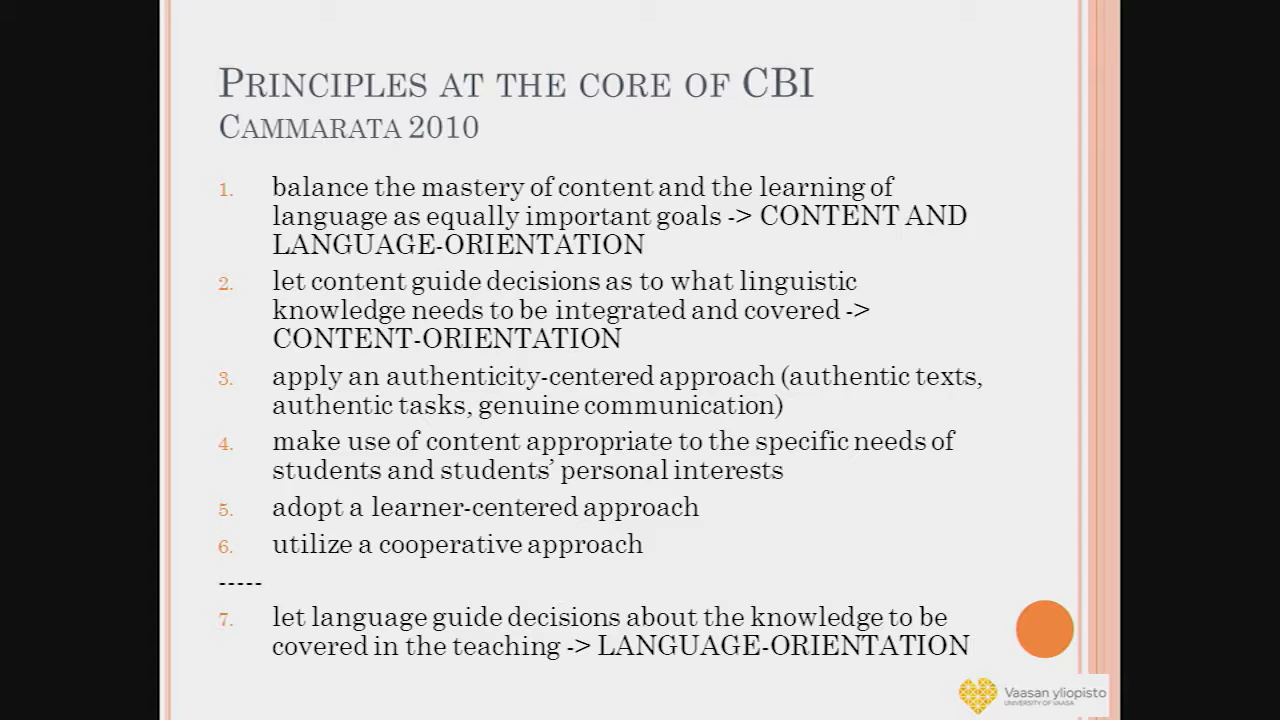 PRINCIPLES AT THE CORE OF CBI
CAMMARATA 2010
1. balance the mastery of content and the learning of
language as equally important goals -> CONTENT AND
LANGUAGE-ORIENTATION
2. let content guide decisions as to what linguistic
knowledge needs to be integrated and covered ->
CONTENT-ORIENTATION
3. apply an authenticity-centered approach (authentic texts,
authentic tasks, genuine communication)
4. make use of content appropriate to the specific needs of
students and students’ personal interests
5. adopt a learner-centered approach
6. utilize a cooperative approach
-----
7. let language guide decisions about the knowledge to be
covered in the teaching -> LANGUAGE-ORIENTATION
Vaasan yliopisto
UNIVERSITY OF VAASA